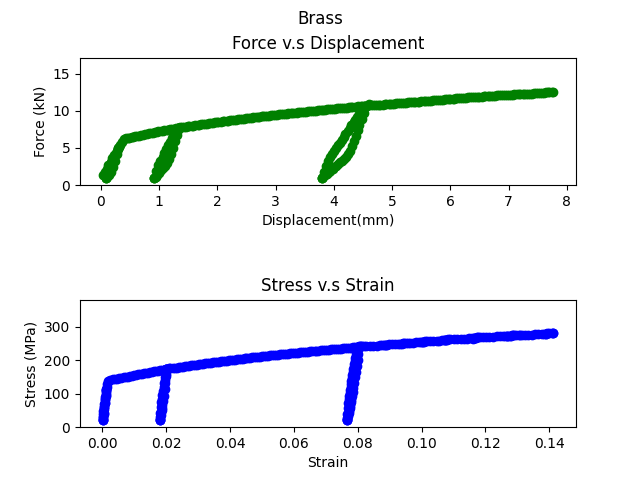 Brass
Force v.s Displacement
Force (kN)
15
10
5
0
0 1 2 3 4 5 6 7 8
Displacement(mm)
Stress v.s Strain
Stress (MPa)
300
200
100
0
0.00 0.02 0.04 0.06 0.08 0.10 0.12 0.14
Strain